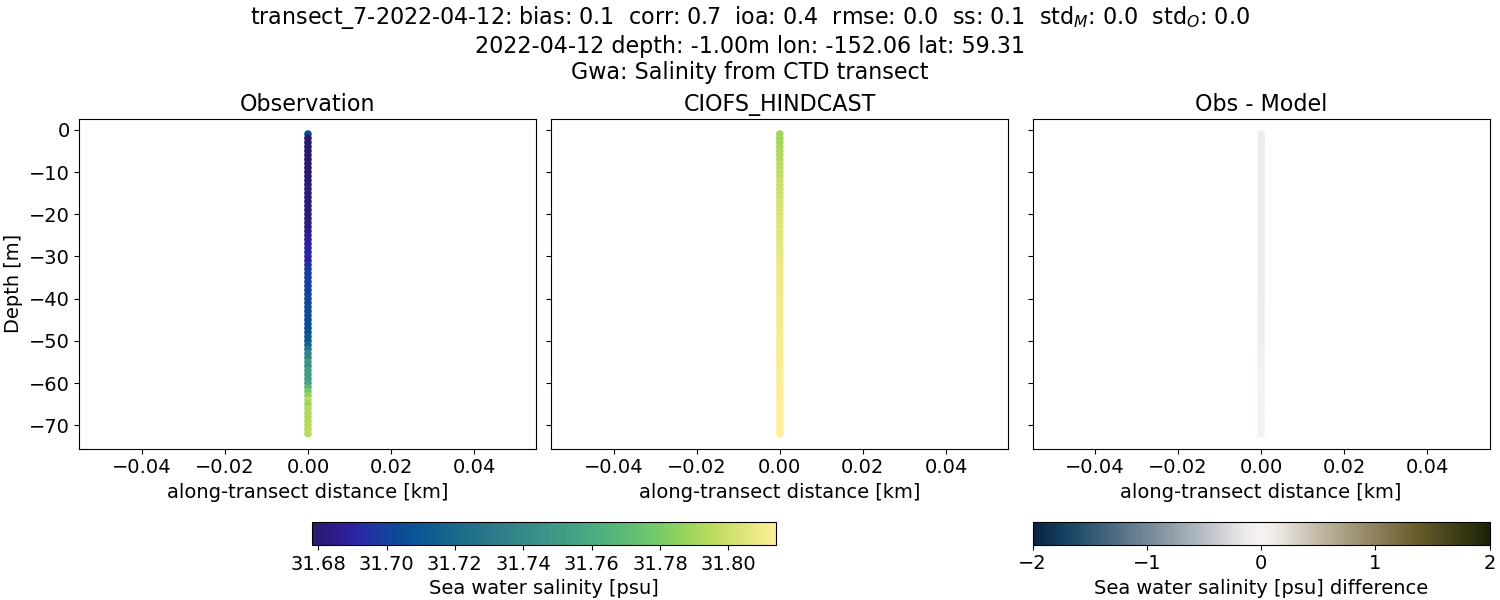 transect_7-2022-04-12: bias: 0.1  corr: 0.7  ioa: 0.4  rmse: 0.0  ss: 0.1  std_M: 0.0  std_O: 0.0
2022-04-12 depth: -1.00m lon: -152.06 lat: 59.31
Gwa: Salinity from CTD transect
Observation
CIOFS_HINDCAST
Obs - Model
Depth [m]
0
−10
−20
−30
−40
−50
−60
−70
−0.04 −0.02 0.00 0.02 0.04
−0.04 −0.02 0.00 0.02 0.04
−0.04 −0.02 0.00 0.02 0.04
along-transect distance [km]
along-transect distance [km]
along-transect distance [km]
31.68 31.70 31.72 31.74 31.76 31.78 31.80
Sea water salinity [psu]
−2 −1 0 1 2
Sea water salinity [psu] difference